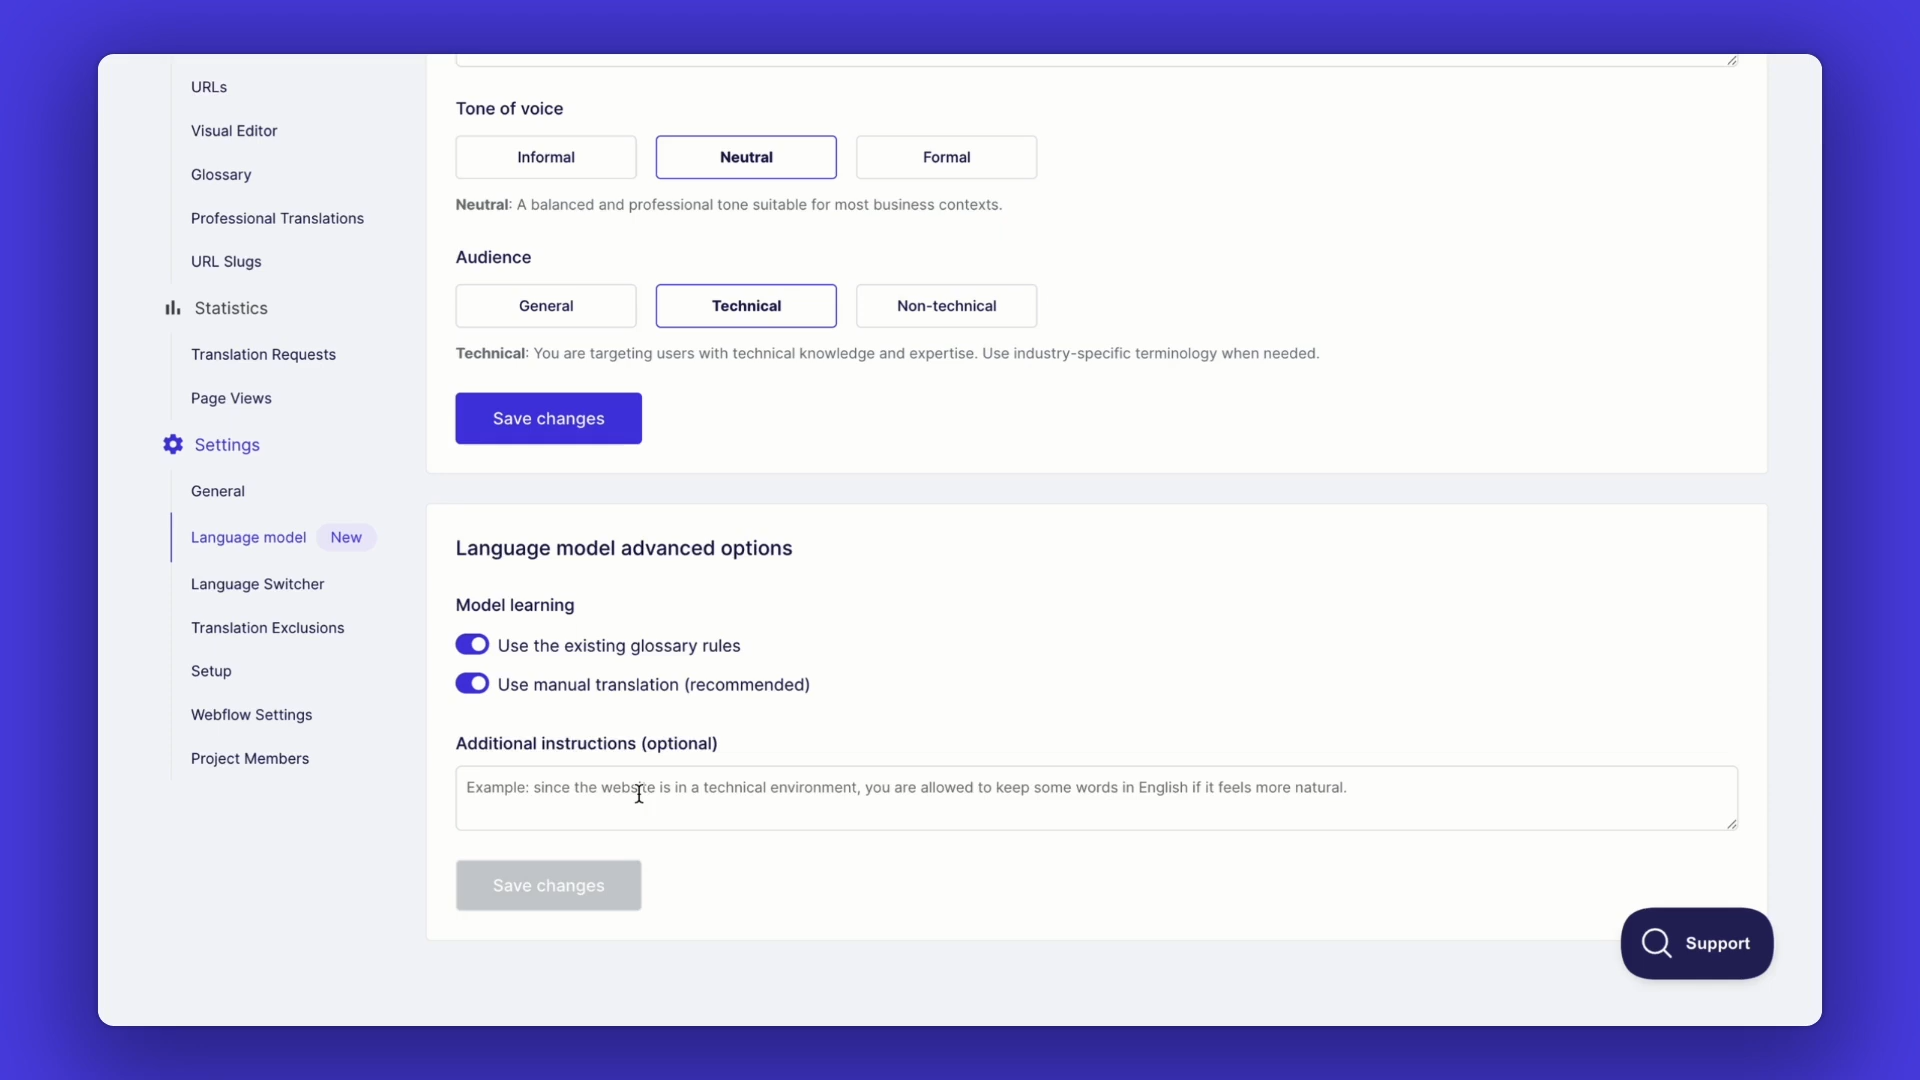 URLs
Visual Editor
Glossary
Professional Translations
URL Slugs
Statistics
Translation Requests
Page Views
Settings
General
Language model New
Language Switcher
Translation Exclusions
Setup
Webflow Settings
Project Members
Tone of voice
Informal Neutral Formal
Neutral: A balanced and professional tone suitable for most business contexts.
Audience
General Technical Non-technical
Technical: You are targeting users with technical knowledge and expertise. Use industry-specific terminology when needed.
Save changes
Language model advanced options
Model learning
Use the existing glossary rules
Use manual translation (recommended)
Additional instructions (optional)
Example: since the website is in a technical environment, you are allowed to keep some words in English if it feels more natural.
Save changes
Support